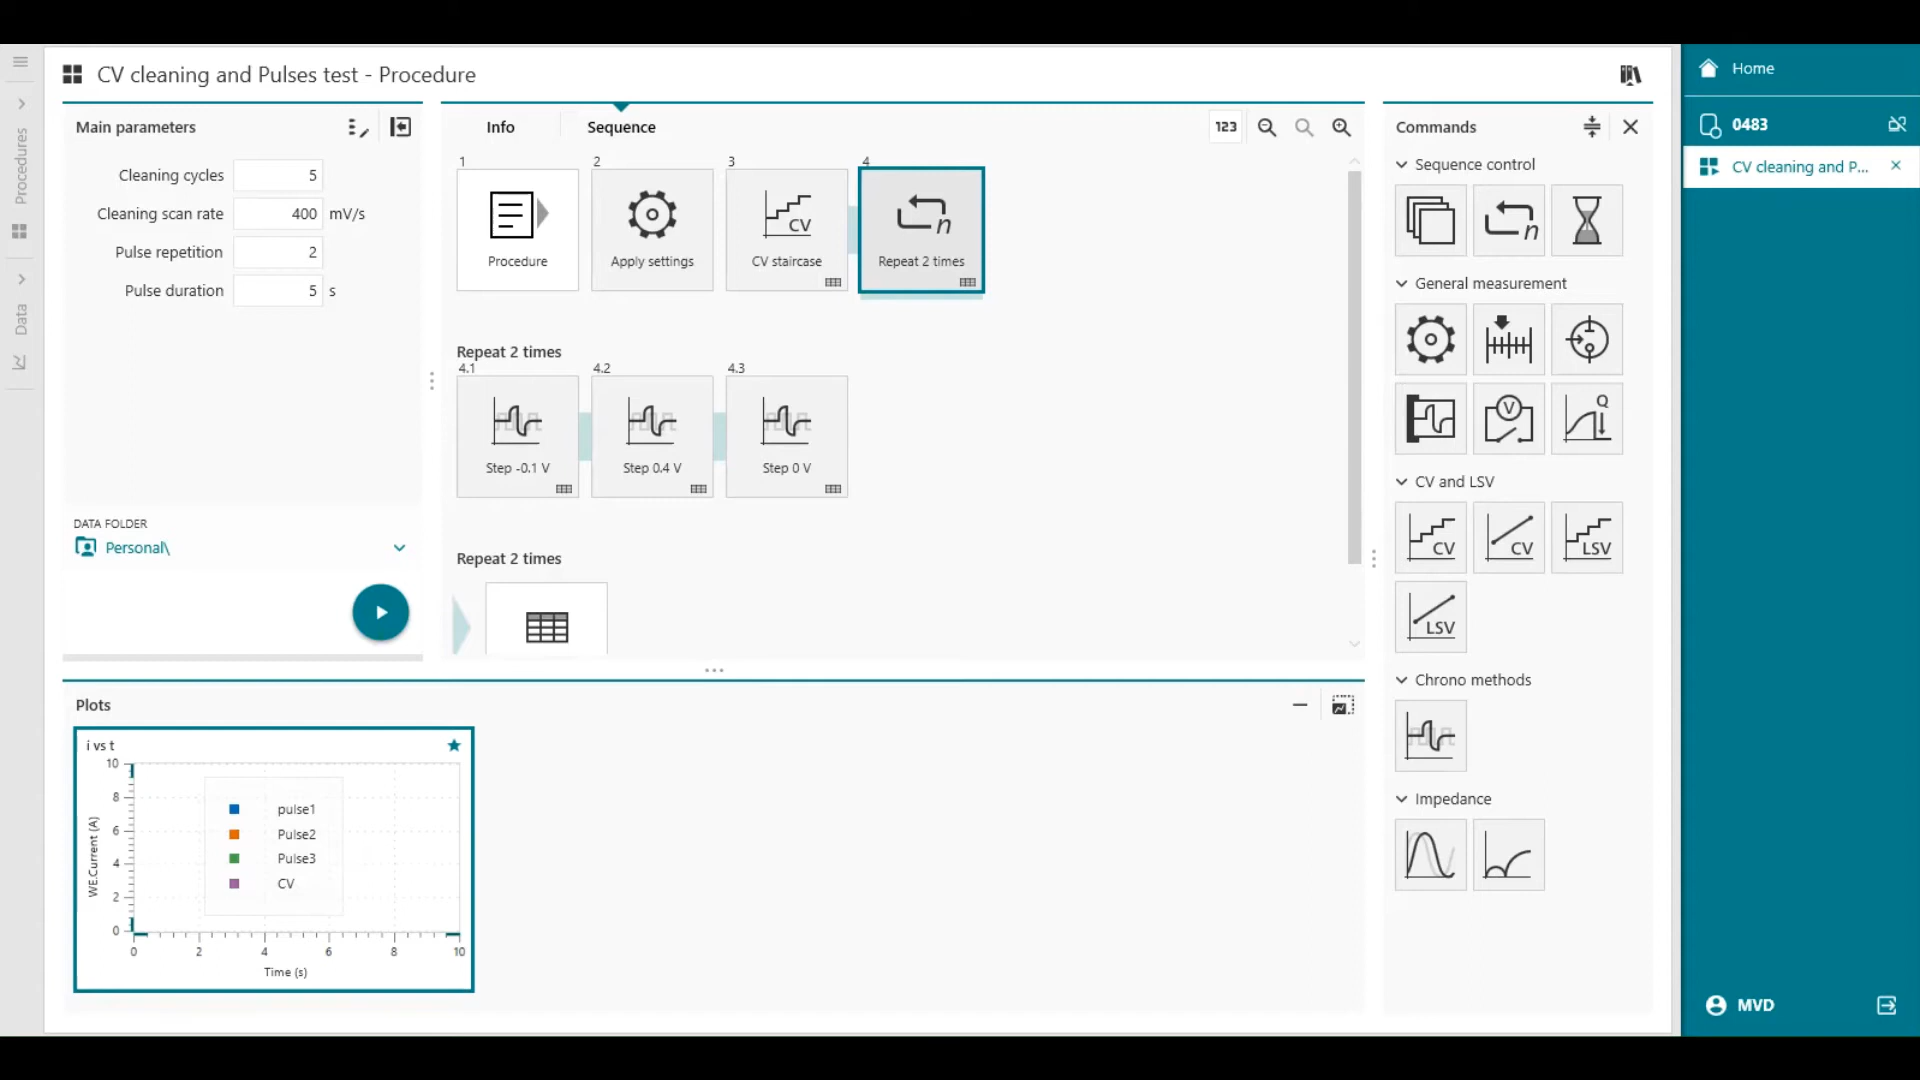 CV cleaning and Pulses test - Procedure
Home
0483
CV cleaning and P...
Procedures
Data
Main parameters
Cleaning cycles 5
Cleaning scan rate 400 mV/s
Pulse repetition 2
Pulse duration 5 s
DATA FOLDER
Personal\
Info
Sequence
123
1
2
3
4
Procedure
Apply settings
CV
CV staircase
n
Repeat 2 times
Repeat 2 times
4.1
4.2
4.3
Step -0.1 V
Step 0.4 V
Step 0 V
Repeat 2 times
Commands
Sequence control
n
General measurement
V
Q
CV and LSV
CV
CV
LSV
LSV
Chrono methods
Impedance
Plots
i vs t
10
8
6
4
2
0
WE.Current (A)
pulse1
Pulse2
Pulse3
CV
0 2 4 6 8 10
Time (s)
MVD